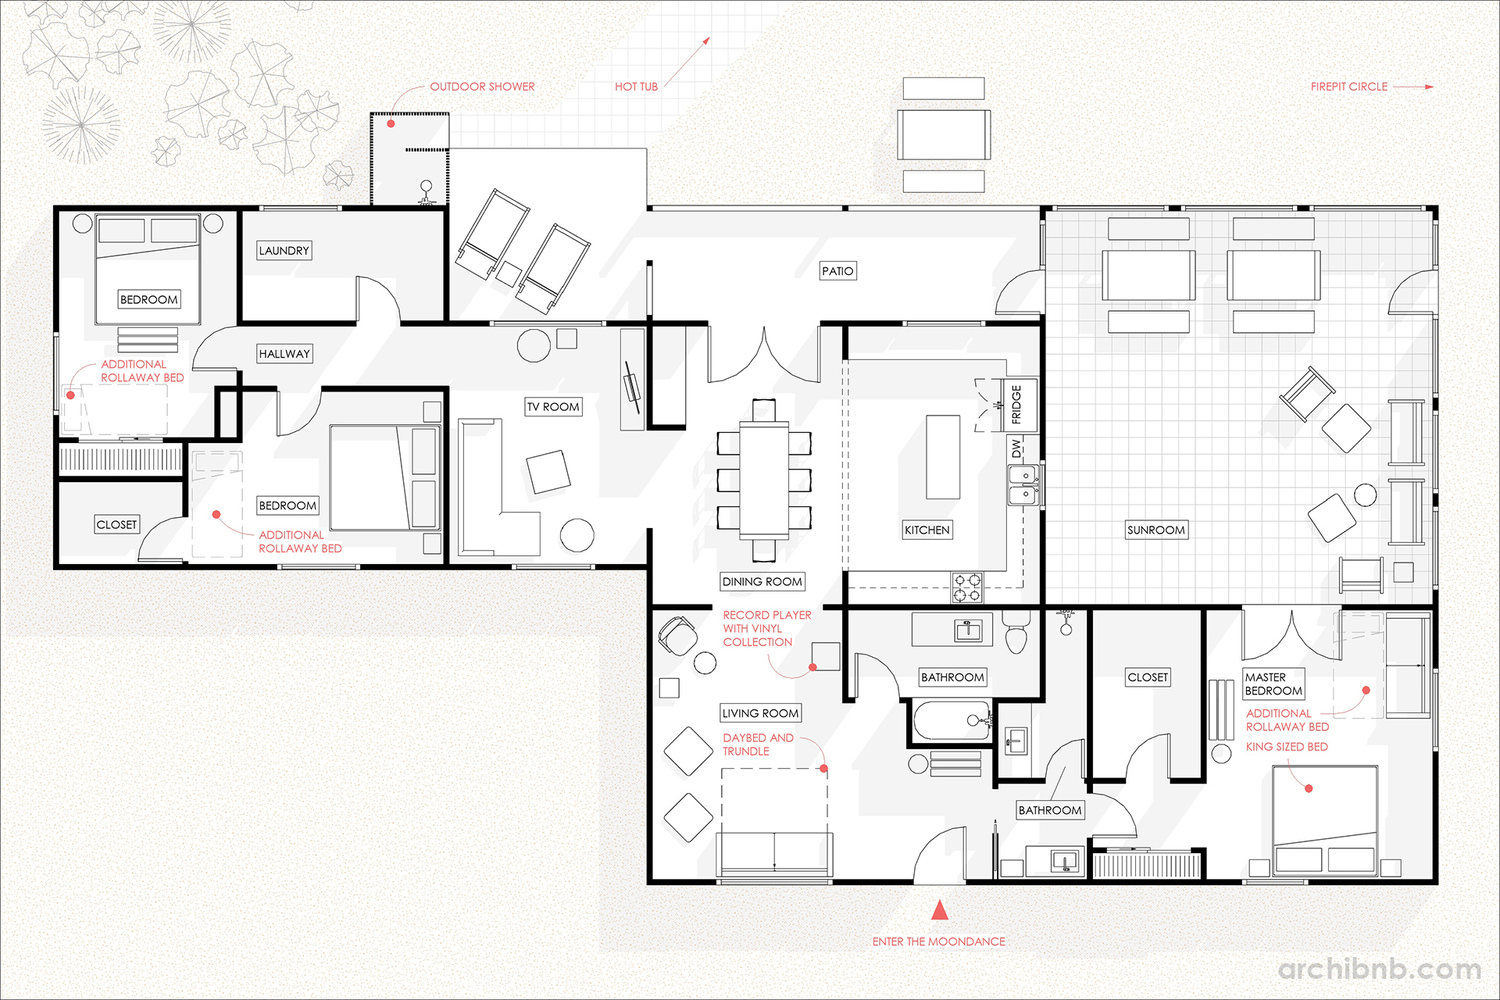 OUTDOOR SHOWER
HOT TUB
FIREPIT CIRCLE
LAUNDRY
PATIO
BEDROOM
HALLWAY
ADDITIONAL
ROLLAWAY BED
TV ROOM
FRIDGE
DW
BEDROOM
CLOSET
ADDITIONAL
ROLLAWAY BED
KITCHEN
SUNROOM
DINING ROOM
RECORD PLAYER
WITH VINYL
COLLECTION
BATHROOM
CLOSET
MASTER
BEDROOM
LIVING ROOM
ADDITIONAL
ROLLAWAY BED
DAYBED AND
TRUNDLE
KING SIZED BED
BATHROOM
ENTER THE MOONDANCE
archibnb.com